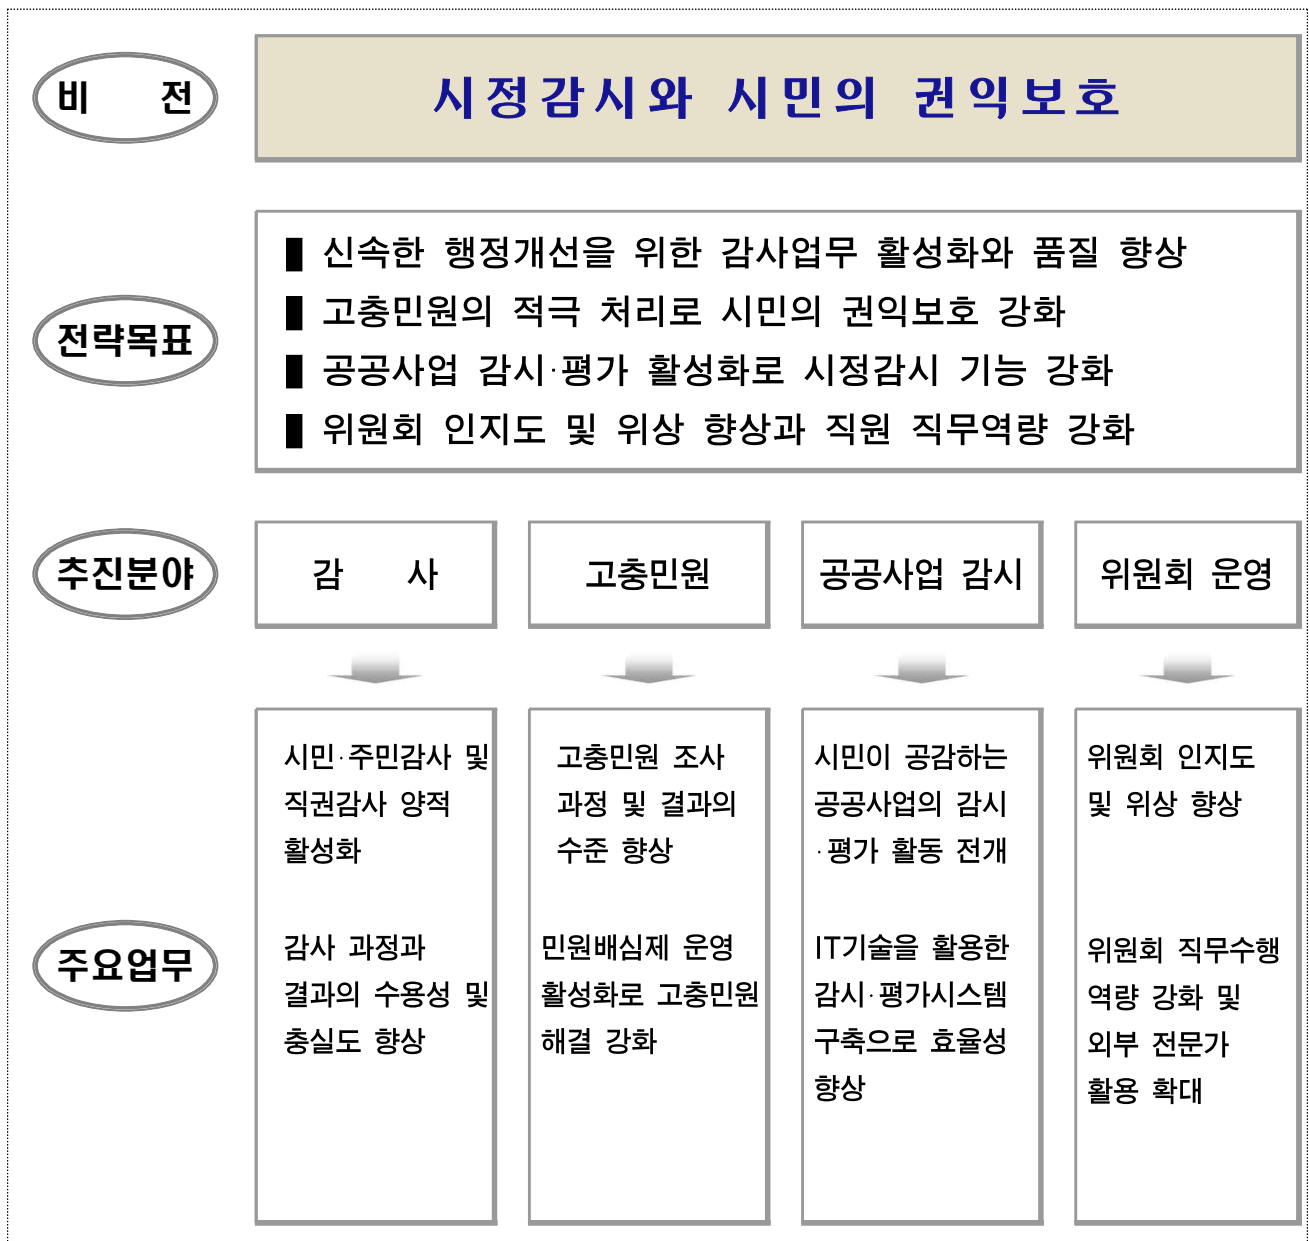 비 전
시정감시와 시민의 권익보호
전략목표
█ 신속한 행정개선을 위한 감사업무 활성화와 품질 향상
█ 고충민원의 적극 처리로 시민의 권익보호 강화
█ 공공사업 감시·평가 활성화로 시정감시 기능 강화
█ 위원회 인지도 및 위상 향상과 직원 직무역량 강화
추진분야
감 사
고충민원
공공사업 감시
위원회 운영
주요업무
시민·주민감사 및
직권감사 양적
활성화
감사 과정과
결과의 수용성 및
충실도 향상
고충민원 조사
과정 및 결과의
수준 향상
민원배심제 운영
활성화로 고충민원
해결 강화
시민이 공감하는
공공사업의 감시
·평가 활동 전개
IT기술을 활용한
감시·평가시스템
구축으로 효율성
향상
위원회 인지도
및 위상 향상
위원회 직무수행
역량 강화 및
외부 전문가
활용 확대